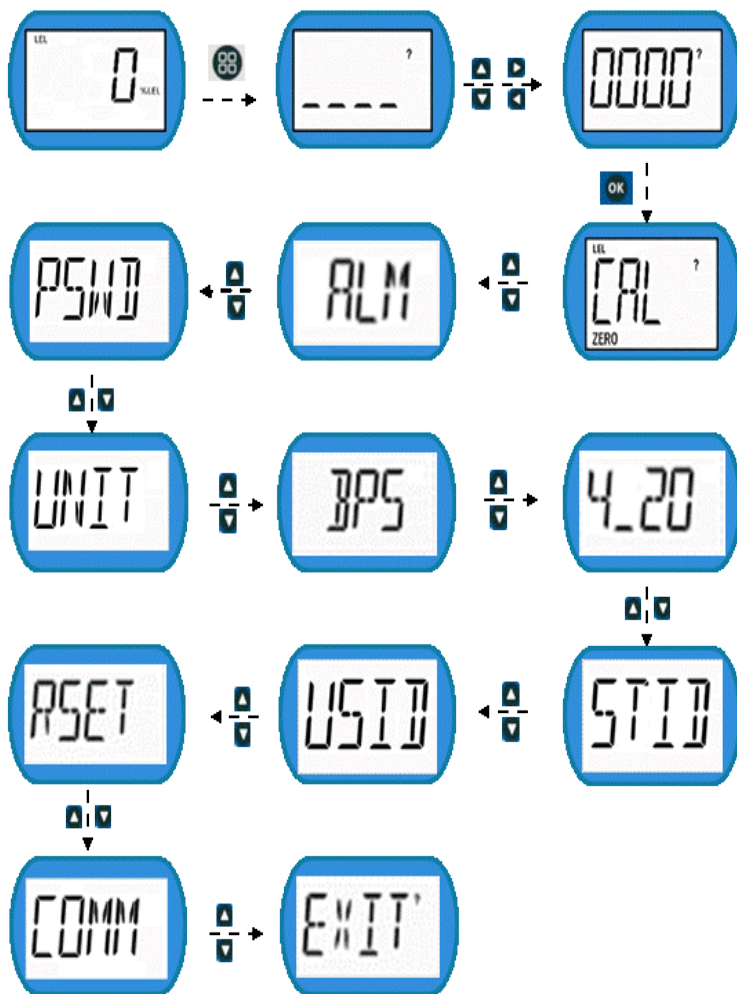 LEL
0
%LEL
?
_ _ _ _
0000?
OK
PSWD
ALM
LEL
?
CAL
ZERO
UNIT
BPS
4_20
RSET
USID
STID
COMM
EXIT?